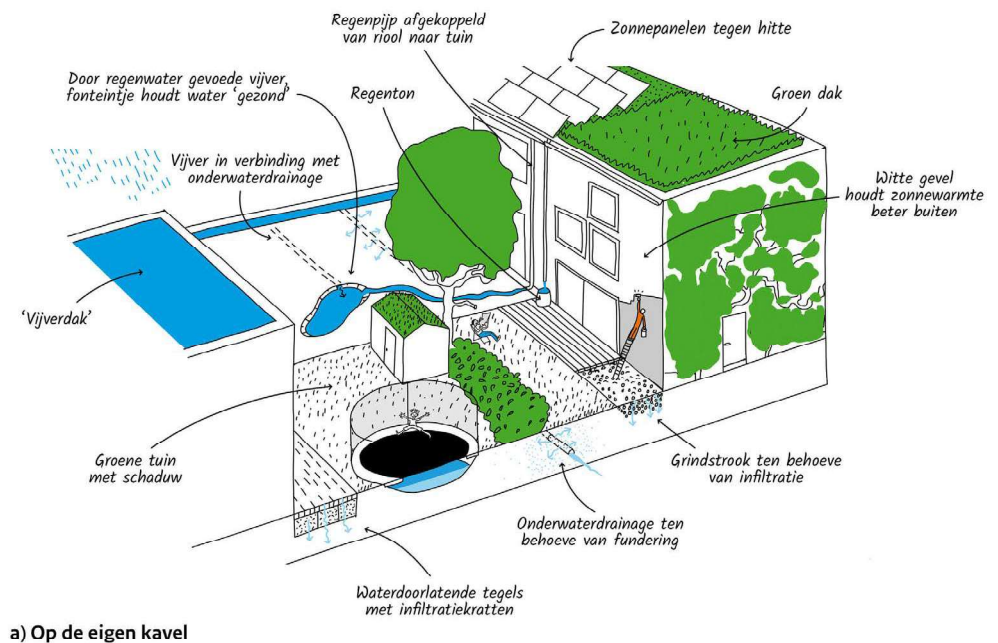 Regenpijp afgekoppeld
van riool naar tuin
Zonnepanelen tegen hitte
Door regenwater gevoede vijver,
fonteintje houdt water ‘gezond’
Regenton
Groen dak
Vijver in verbinding met
onderwaterdrainage
Witte gevel
houdt zonnewarmte
beter buiten
‘Vijverdak’
Groene tuin
met schaduw
Grindstrook ten behoeve
van infiltratie
Onderwaterdrainage ten
behoeve van fundering
Waterdoorlatende tegels
met infiltratiekratten
a) Op de eigen kavel